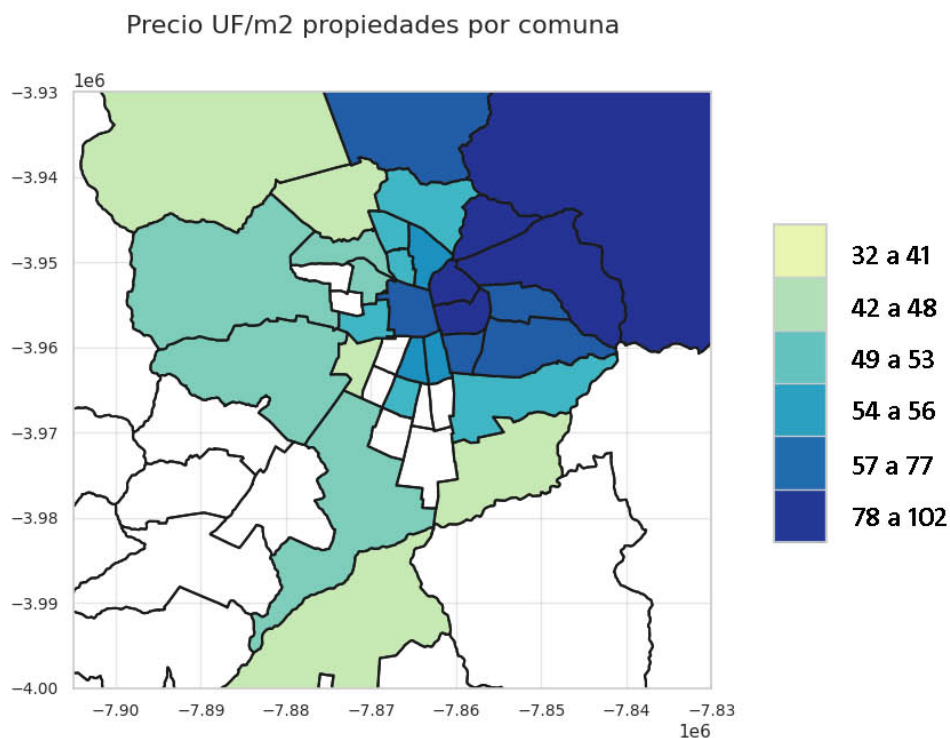 Precio UF/m2 propiedades por comuna
1e6
−3.93
−3.94
−3.95
−3.96
−3.97
−3.98
−3.99
−4.00
−7.90
−7.89
−7.88
−7.87
−7.86
−7.85
−7.84
−7.83
1e6
32 a 41
42 a 48
49 a 53
54 a 56
57 a 77
78 a 102